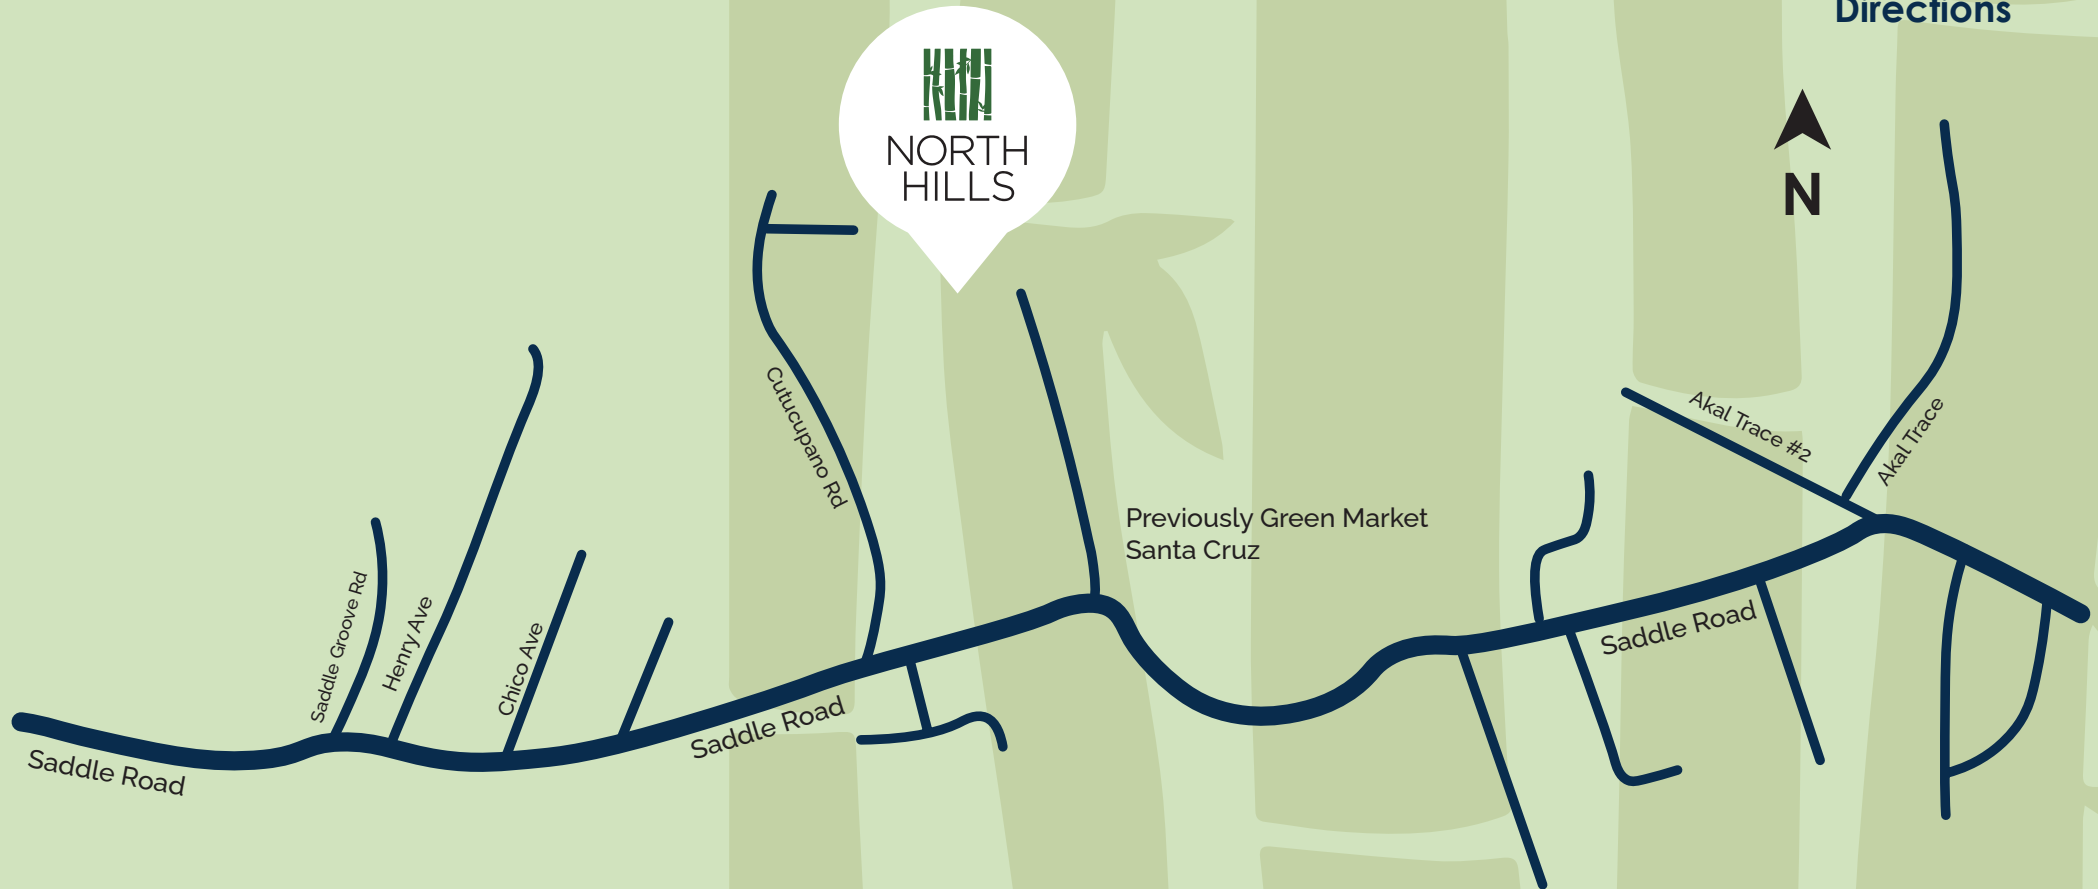 Directions
NORTH
HILLS
N
Cutucupano Rd
Akal Trace #2
Akal Trace
Previously Green Market
Santa Cruz
Saddle Groove Rd
Henry Ave
Chico Ave
Saddle Road
Saddle Road
Saddle Road